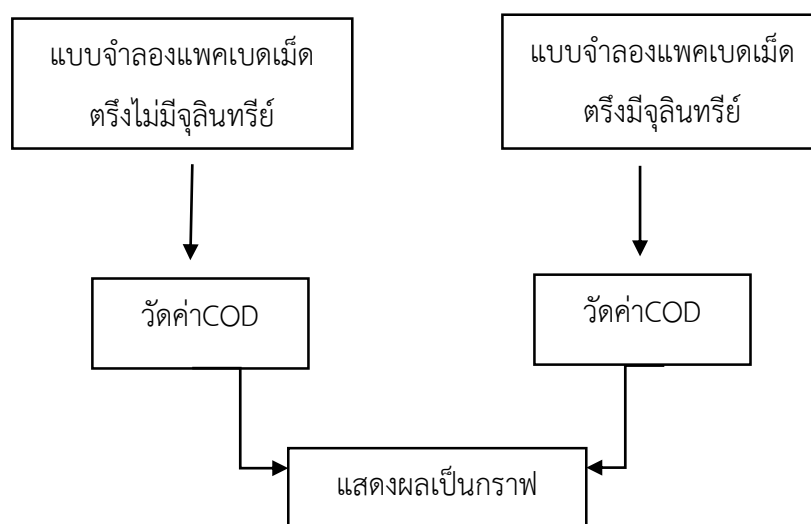 แบบจำลองแพคเบดเม็ด
ตรึงไม่มีจุลินทรีย์
แบบจำลองแพคเบดเม็ด
ตรึงมีจุลินทรีย์
วัดค่าCOD
วัดค่าCOD
แสดงผลเป็นกราฟ